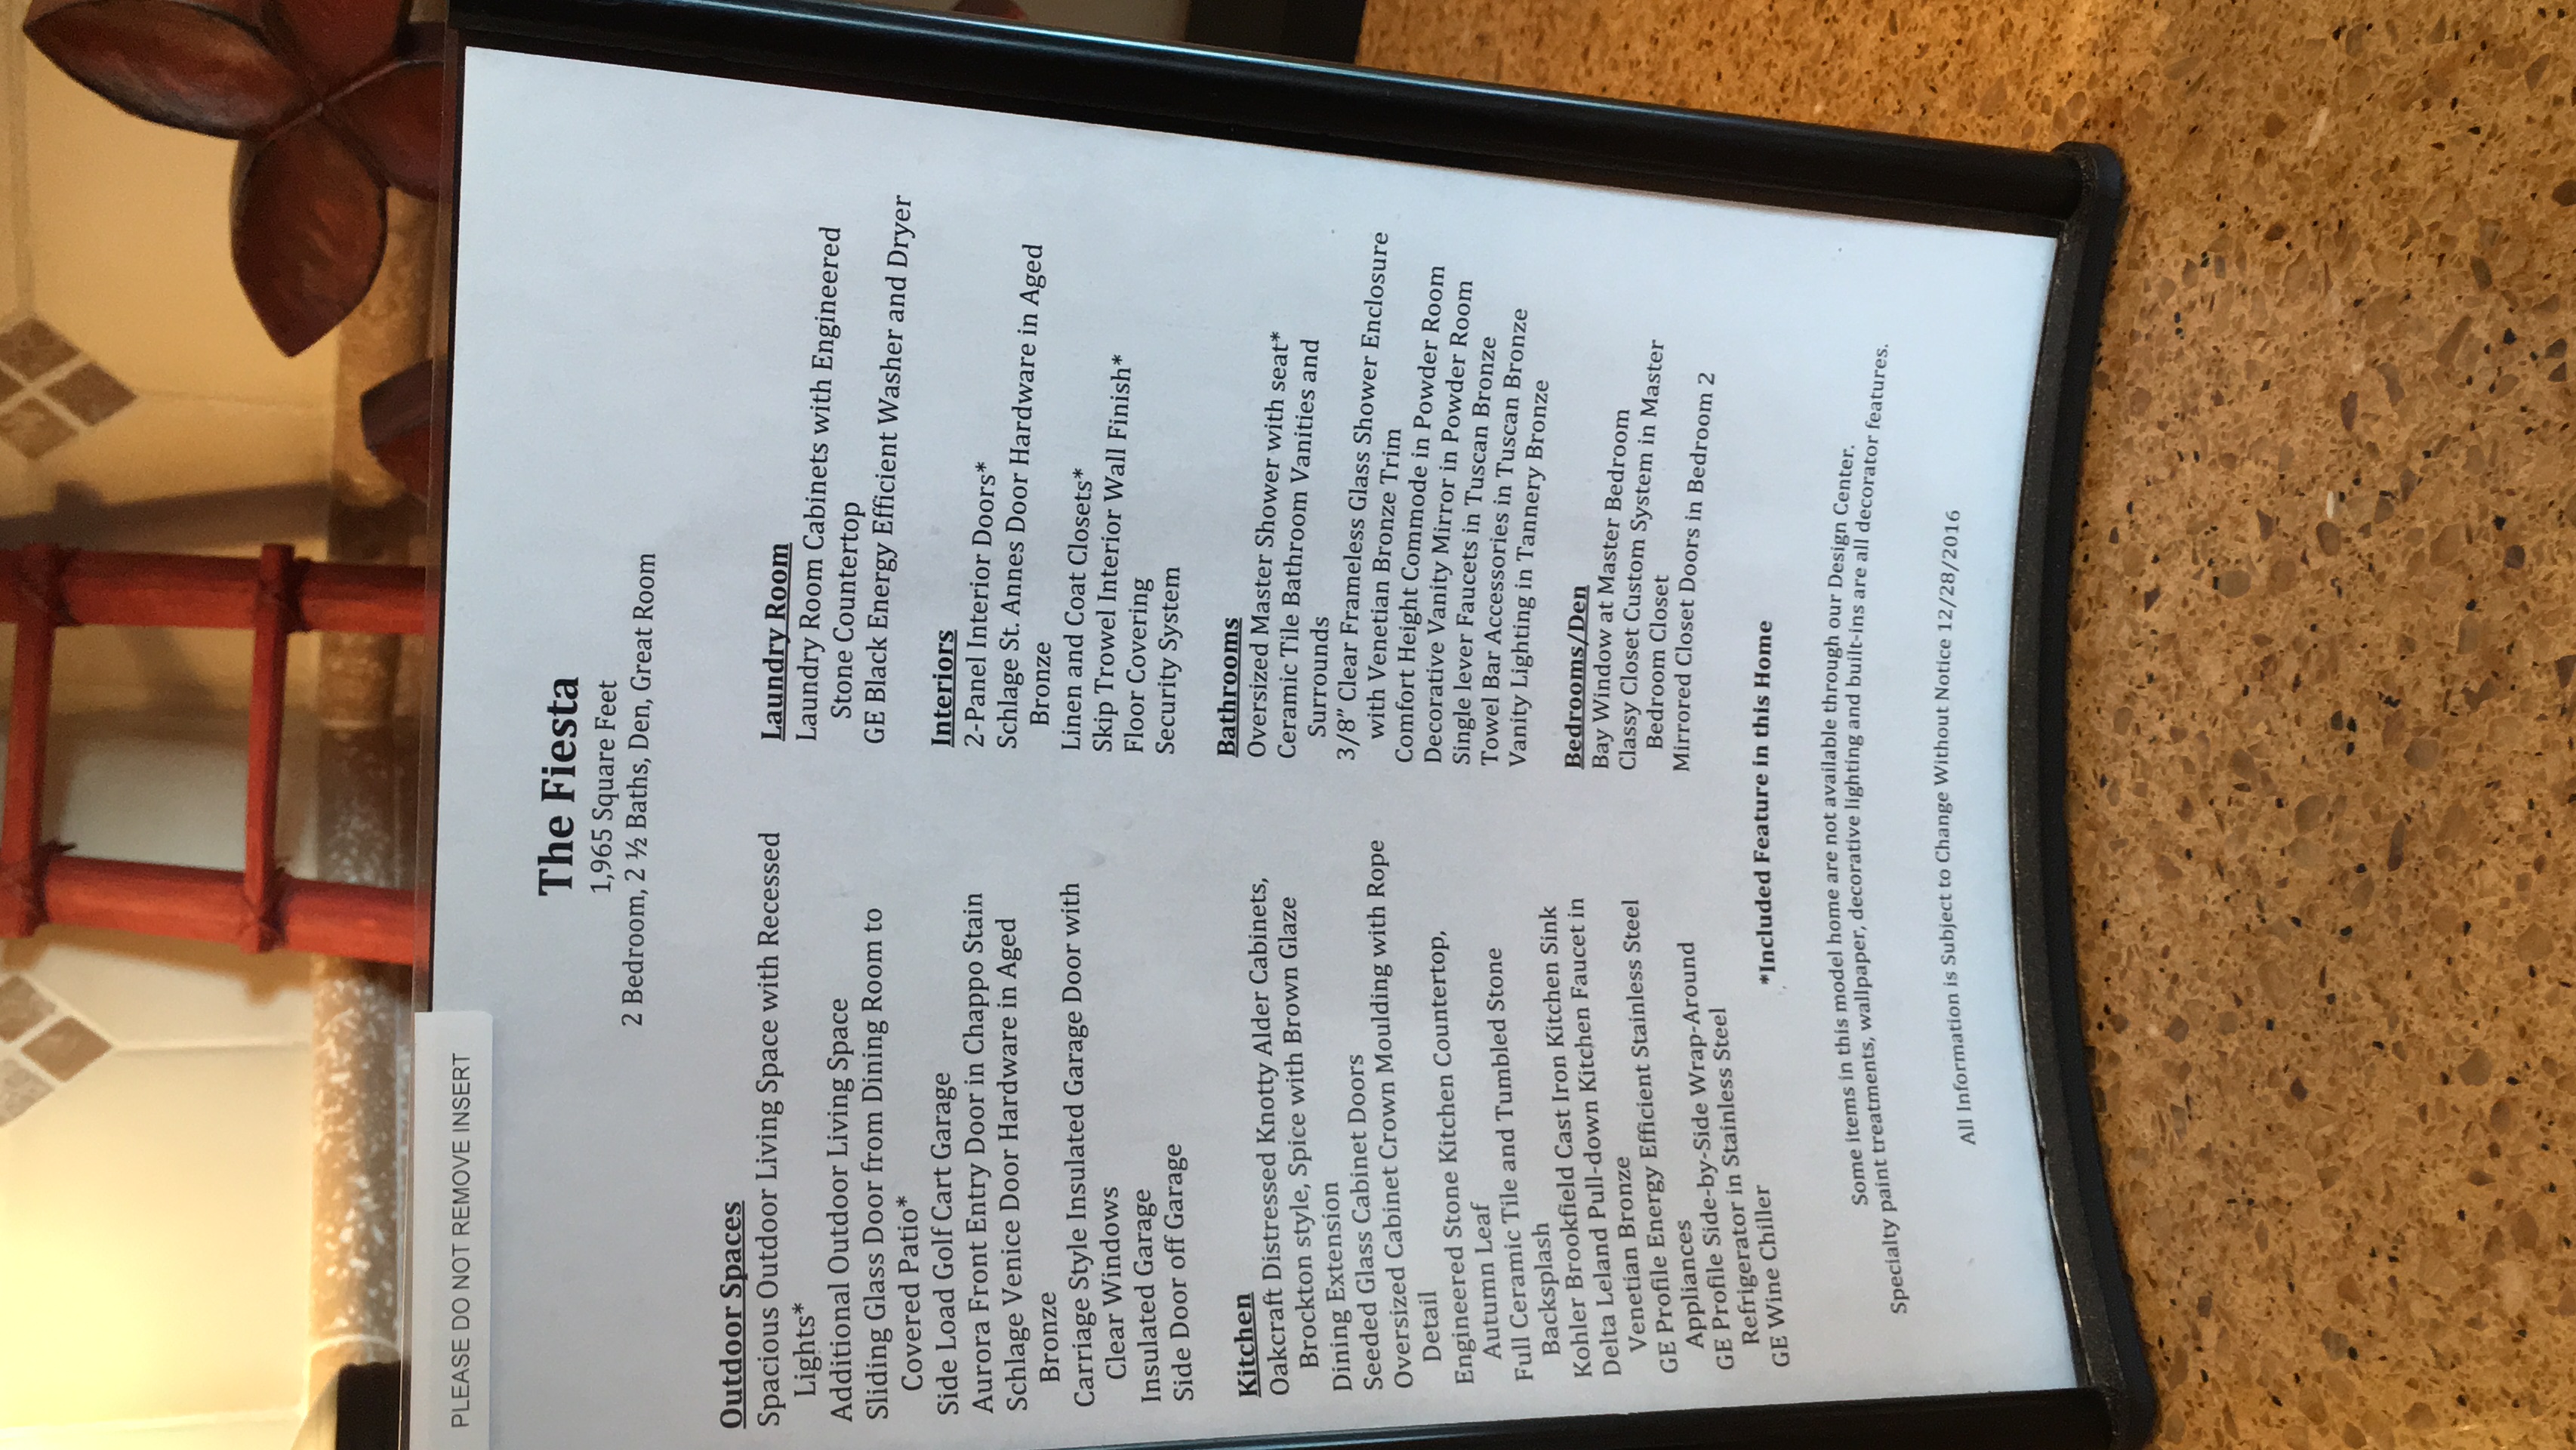 PLEASE DO NOT REMOVE INSERT
The Fiesta
1,965 Square Feet
2 Bedroom, 2 ½ Baths, Den, Great Room
Outdoor Spaces
Spacious Outdoor Living Space with Recessed
Lights*
Additional Outdoor Living Space
Sliding Glass Door from Dining Room to
Covered Patio*
Side Load Golf Cart Garage
Aurora Front Entry Door in Chappo Stain
Schlage Venice Door Hardware in Aged
Bronze
Carriage Style Insulated Garage Door with
Clear Windows
Insulated Garage
Side Door off Garage
Kitchen
Oakcraft Distressed Knotty Alder Cabinets,
Brockton style, Spice with Brown Glaze
Dining Extension
Seeded Glass Cabinet Doors
Oversized Cabinet Crown Moulding with Rope
Detail
Engineered Stone Kitchen Countertop,
Autumn Leaf
Full Ceramic Tile and Tumbled Stone
Backsplash
Kohler Brookfield Cast Iron Kitchen Sink
Delta Leland Pull-down Kitchen Faucet in
Venetian Bronze
GE Profile Energy Efficient Stainless Steel
Appliances
GE Profile Side-by-Side Wrap-Around
Refrigerator in Stainless Steel
GE Wine Chiller
Laundry Room
Laundry Room Cabinets with Engineered
Stone Countertop
GE Black Energy Efficient Washer and Dryer
Interiors
2-Panel Interior Doors*
Schlage St. Annes Door Hardware in Aged
Bronze
Linen and Coat Closets*
Skip Trowel Interior Wall Finish*
Floor Covering
Security System
Bathrooms
Oversized Master Shower with seat*
Ceramic Tile Bathroom Vanities and
Surrounds
3/8” Clear Frameless Glass Shower Enclosure
with Venetian Bronze Trim
Comfort Height Commode in Powder Room
Decorative Vanity Mirror in Powder Room
Single lever Faucets in Tuscan Bronze
Towel Bar Accessories in Tuscan Bronze
Vanity Lighting in Tannery Bronze
Bedrooms/Den
Bay Window at Master Bedroom
Classy Closet Custom System in Master
Bedroom Closet
Mirrored Closet Doors in Bedroom 2
*Included Feature in this Home
Some items in this model home are not available through our Design Center.
Specialty paint treatments, wallpaper, decorative lighting and built-ins are all decorator features.
All Information is Subject to Change Without Notice 12/28/2016